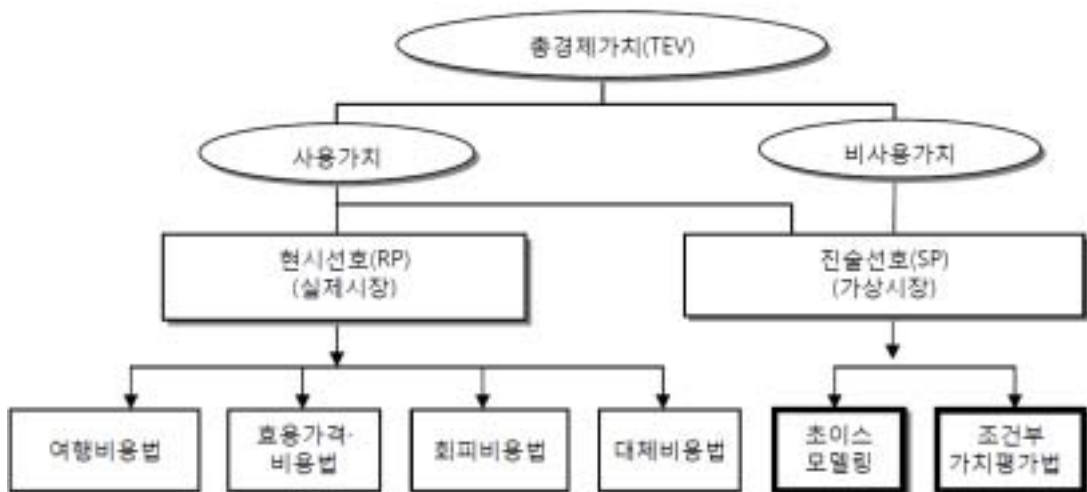 총경제가치(TEV)
사용가치
비사용가치
현시선호(RP)
(실제시장)
진술선호(SP)
(가상시장)
여행비용법
효용가격·
비용법
회피비용법
대체비용법
초이스
모델링
조건부
가치평가법